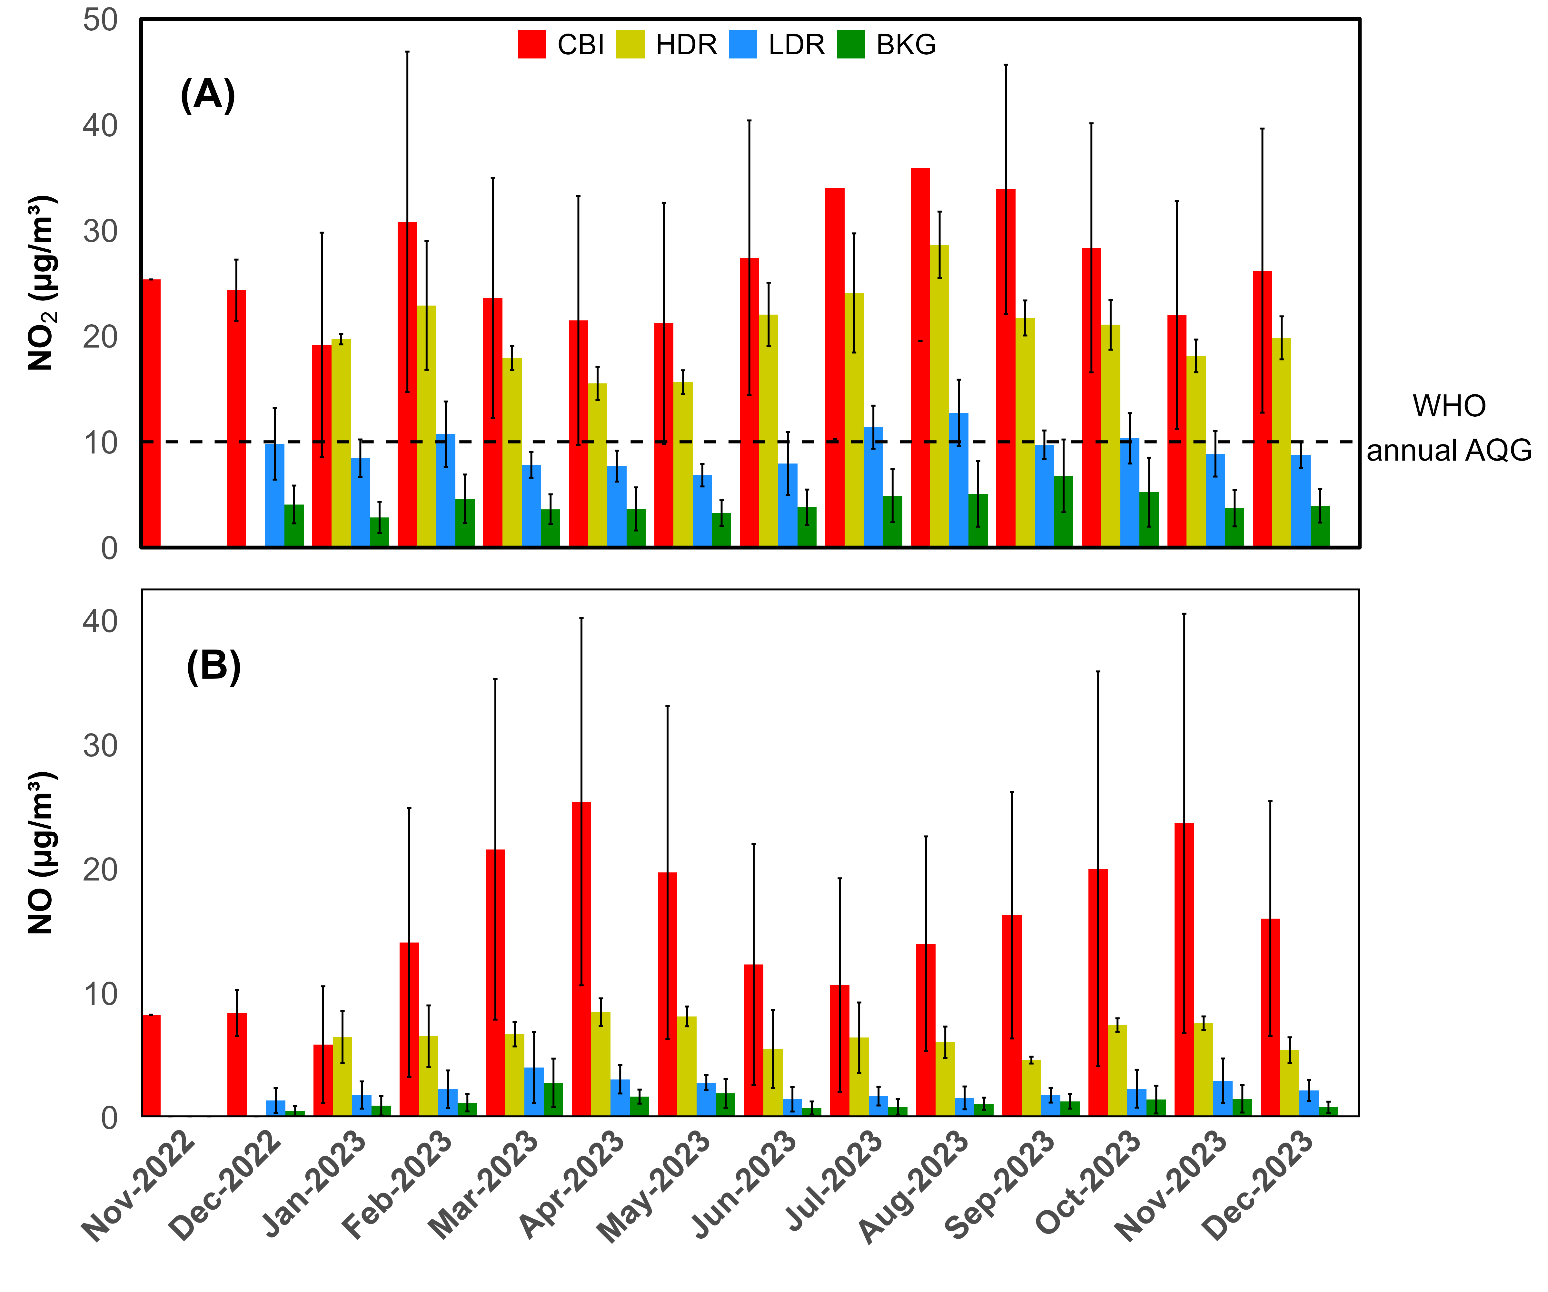 50
CBI HDR LDR BKG
(A)
40
30
NO₂ (µg/m³)
20
WHO
10
annual AQG
0
40
(B)
30
NO (µg/m³)
20
10
0
Nov-2022
Dec-2022
Jan-2023
Feb-2023
Mar-2023
Apr-2023
May-2023
Jun-2023
Jul-2023
Aug-2023
Sep-2023
Oct-2023
Nov-2023
Dec-2023